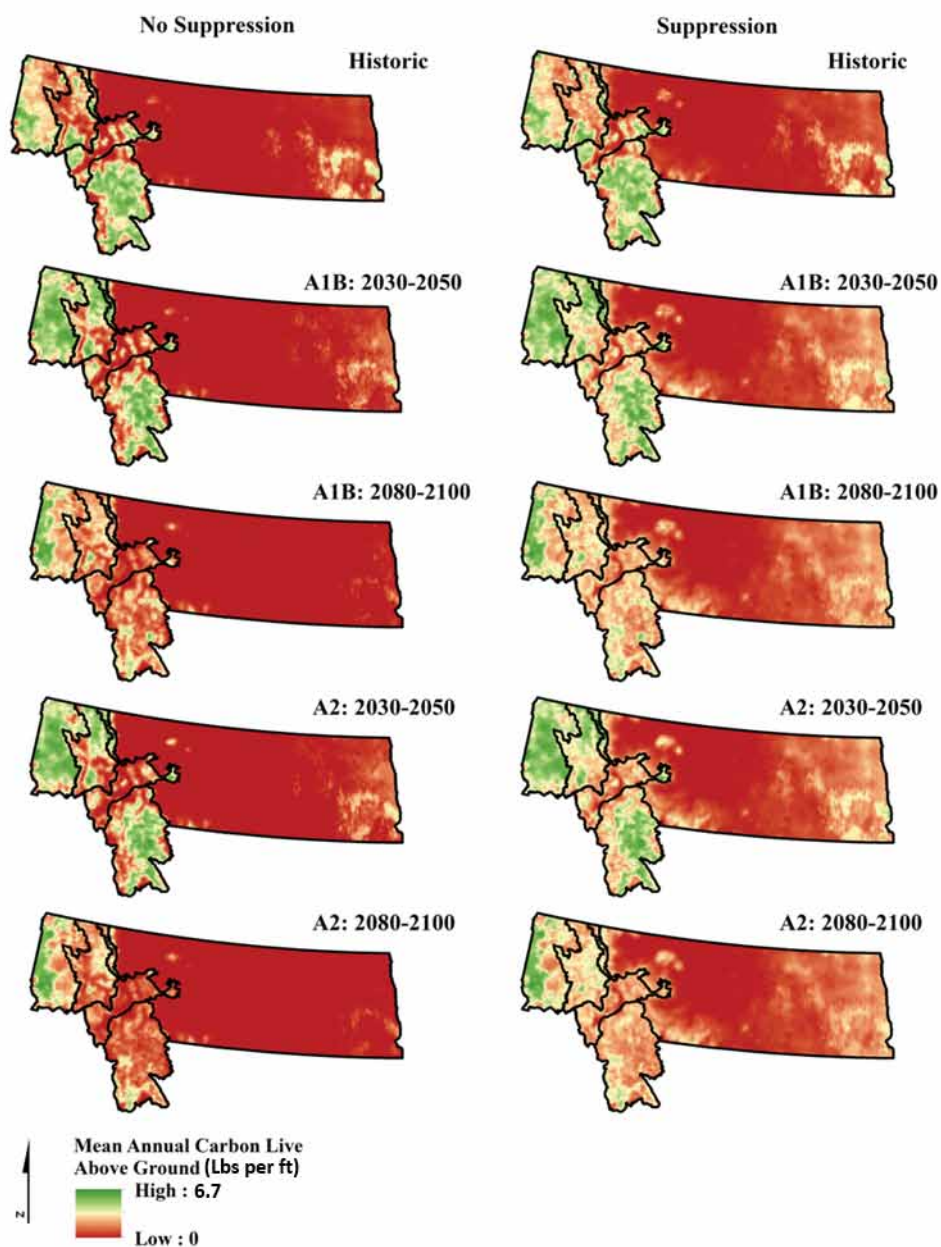 No Suppression
Suppression
Historic
Historic
A1B: 2030-2050
A1B: 2030-2050
A1B: 2080-2100
A1B: 2080-2100
A2: 2030-2050
A2: 2030-2050
A2: 2080-2100
A2: 2080-2100
Mean Annual Carbon Live
Above Ground (Lbs per ft)
High : 6.7
Low : 0
N